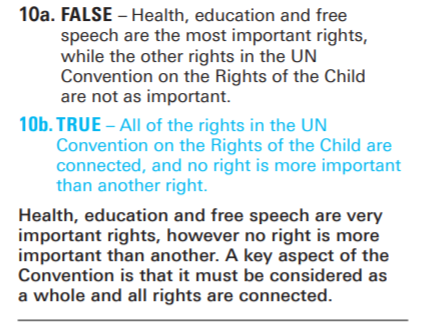 10a. FALSE – Health, education and free
speech are the most important rights,
while the other rights in the UN
Convention on the Rights of the Child
are not as important.
10b. TRUE – All of the rights in the UN
Convention on the Rights of the Child are
connected, and no right is more important
than another right.
Health, education and free speech are very
important rights, however no right is more
important than another. A key aspect of the
Convention is that it must be considered as
a whole and all rights are connected.